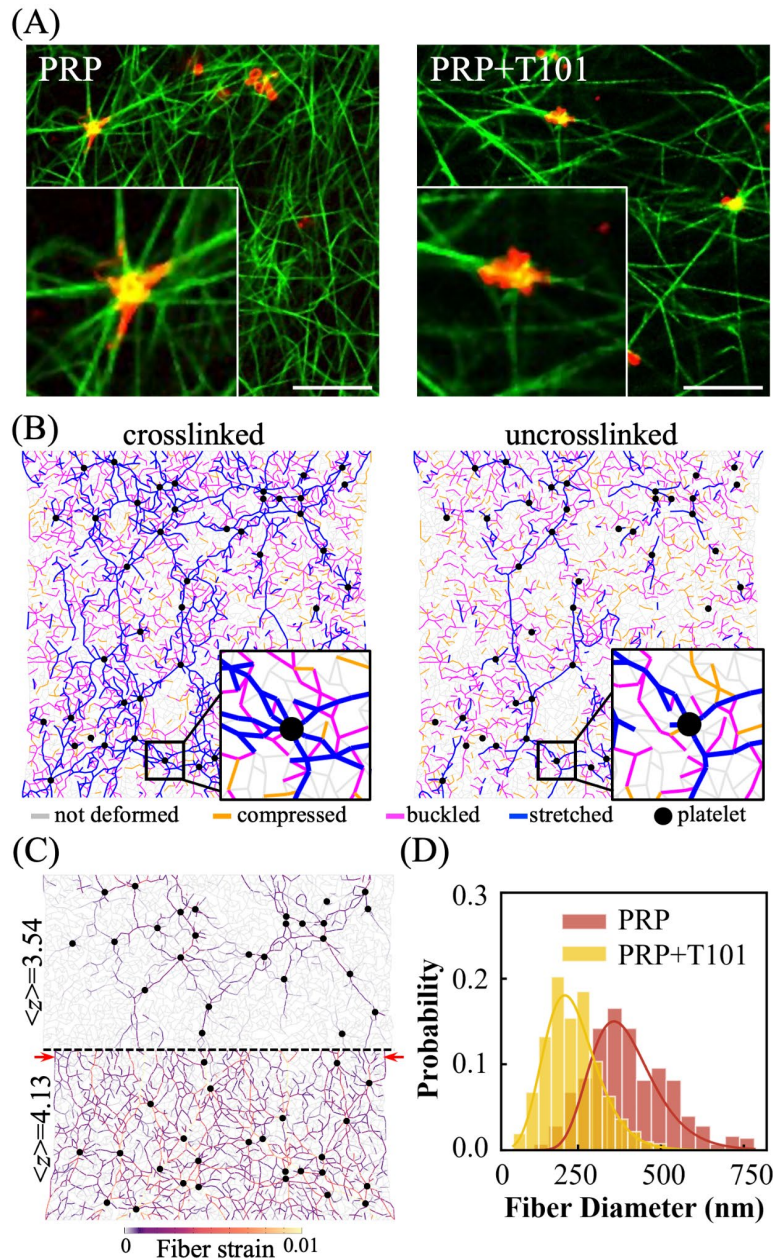 (A)
PRP
PRP+T101
(B)
crosslinked
uncrosslinked
not deformed
compressed
buckled
stretched
platelet
(C)
<z>=3.54
<z>=4.13
0
0.01
Fiber strain
(D)
PRP
PRP+T101
Probability
0.3
0.2
0.1
0.0
0
250
500
750
Fiber Diameter (nm)